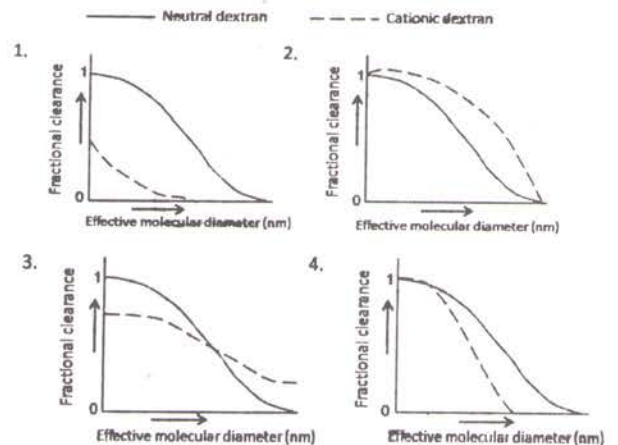 Neutral dextran Cationic dextran
1.
Fractional clearance
1
0
Effective molecular diameter (nm)
2.
Fractional clearance
1
0
Effective molecular diameter (nm)
3.
Fractional clearance
1
0
Effective molecular diameter (nm)
4.
Fractional clearance
1
0
Effective molecular diameter (nm)